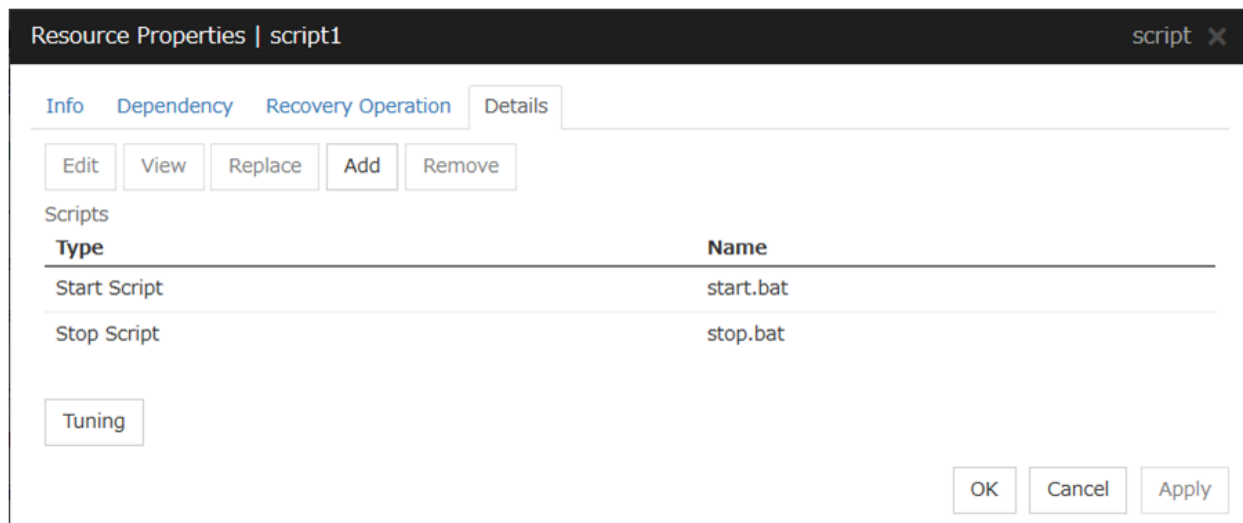 Resource Properties | script1 script ×
Info Dependency Recovery Operation Details
Edit View Replace Add Remove
Scripts
Type Name
Start Script start.bat
Stop Script stop.bat
Tuning
OK Cancel Apply